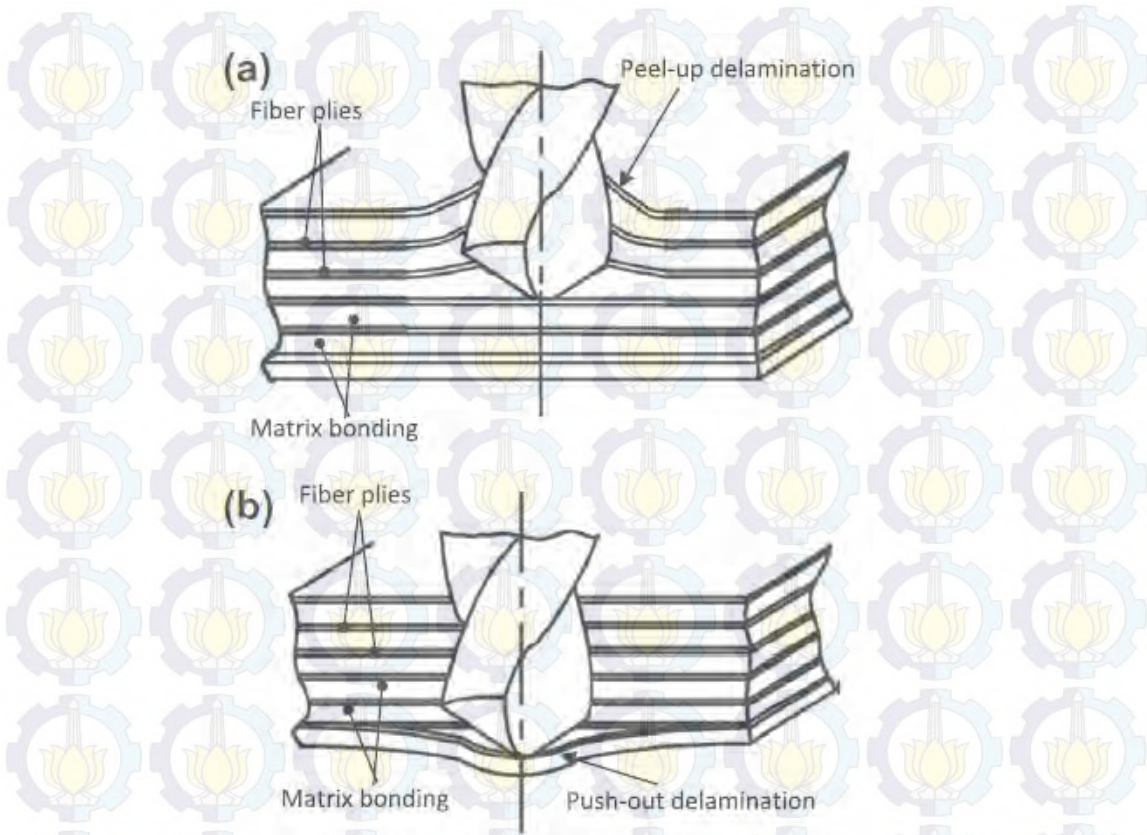 (a)
Peel-up delamination
Fiber plies
Matrix bonding
(b)
Fiber plies
Matrix bonding
Push-out delamination